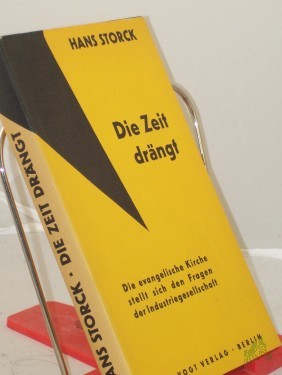 HANS STORCK
Die Zeit
drängt
Die evangelische Kirche
stellt sich den Fragen
der Industriegesellschaft
VOGT VERLAG · BERLIN
HANS STORCK · DIE ZEIT DRÄNGT